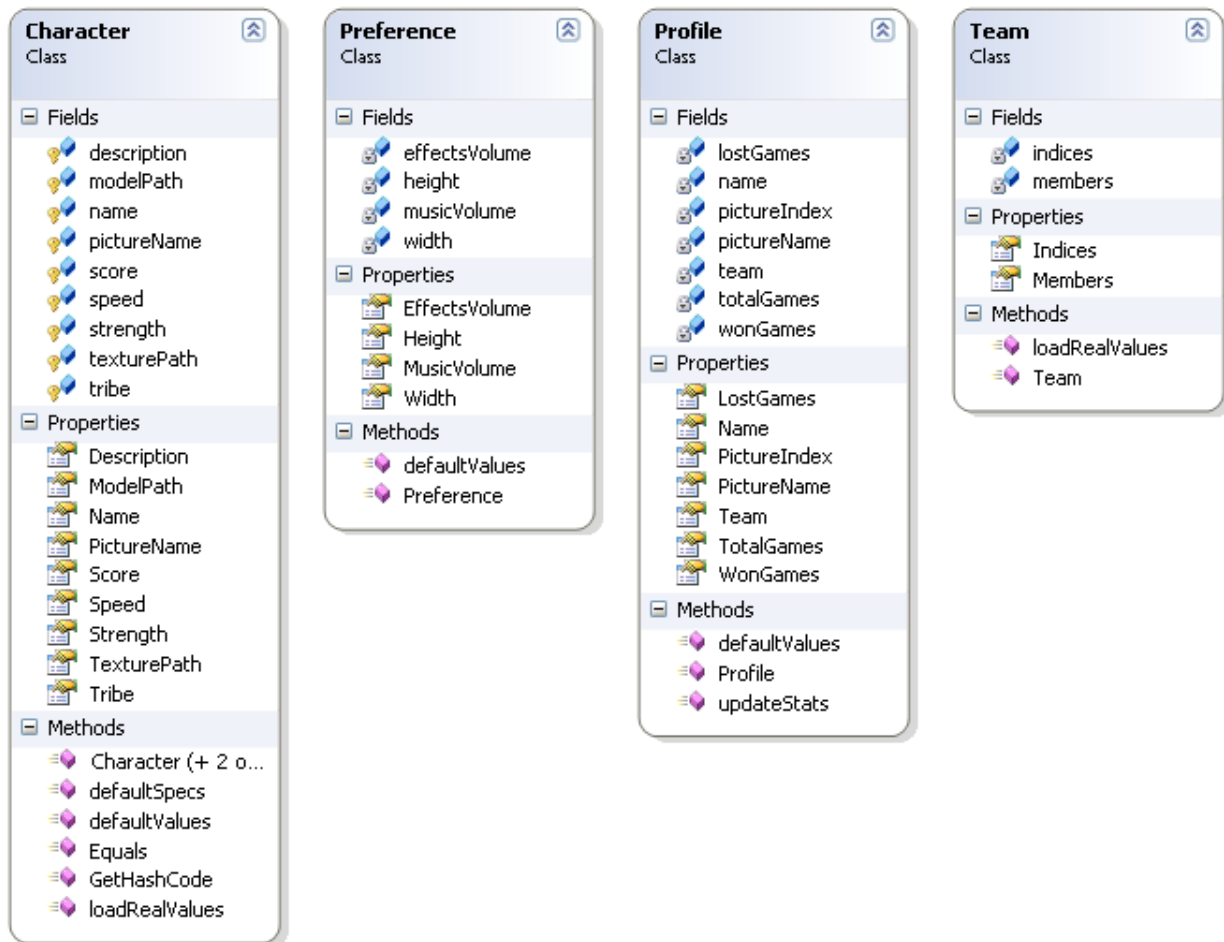 Character
Class
Fields
description
modelPath
name
pictureName
score
speed
strength
texturePath
tribe
Properties
Description
ModelPath
Name
PictureName
Score
Speed
Strength
TexturePath
Tribe
Methods
Character (+ 2 o...
defaultSpecs
defaultValues
Equals
GetHashCode
loadRealValues
Preference
Class
Fields
effectsVolume
height
musicVolume
width
Properties
EffectsVolume
Height
MusicVolume
Width
Methods
defaultValues
Preference
Profile
Class
Fields
lostGames
name
pictureIndex
pictureName
team
totalGames
wonGames
Properties
LostGames
Name
PictureIndex
PictureName
Team
TotalGames
WonGames
Methods
defaultValues
Profile
updateStats
Team
Class
Fields
indices
members
Properties
Indices
Members
Methods
loadRealValues
Team